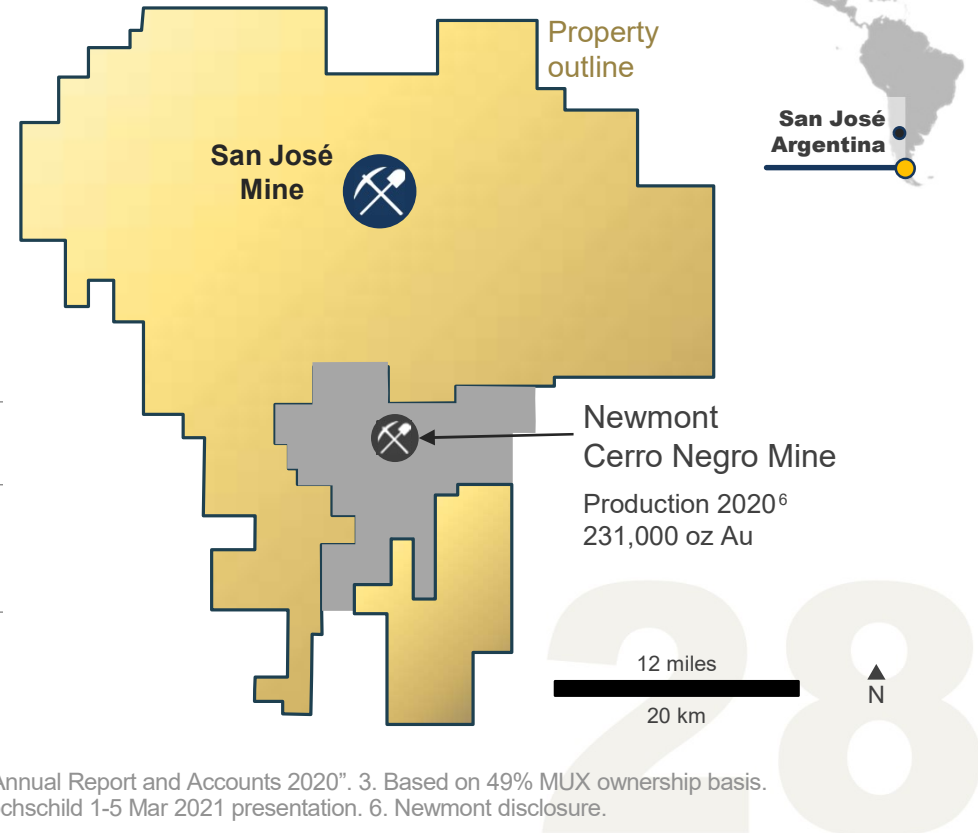 Property
outline
San José
Argentina
San José
Mine
Newmont
Cerro Negro Mine
Production 2020⁶
231,000 oz Au
12 miles
20 km
N
28
Annual Report and Accounts 2020”. 3. Based on 49% MUX ownership basis.
chschild 1-5 Mar 2021 presentation. 6. Newmont disclosure.